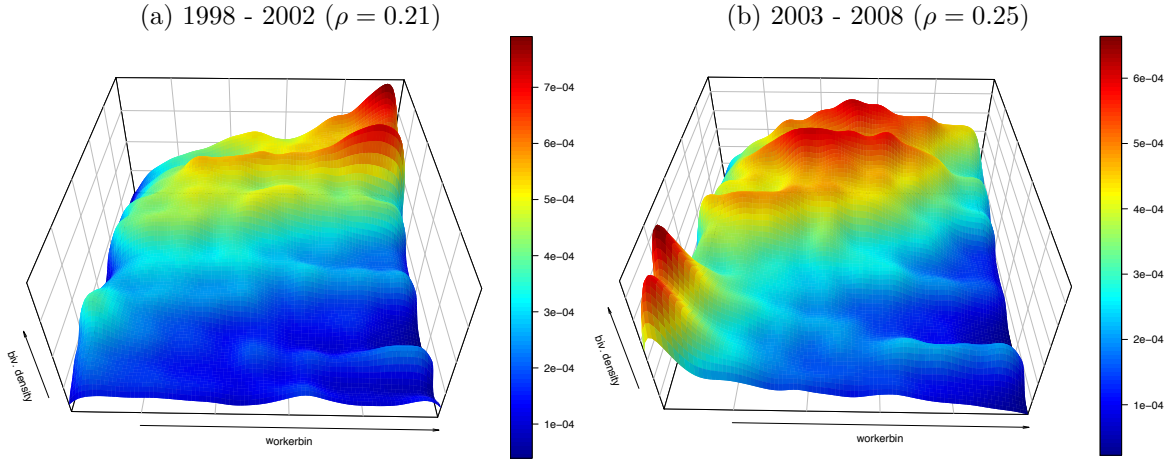 (a) 1998 - 2002 (ρ = 0.21)
7e−04
6e−04
5e−04
4e−04
3e−04
2e−04
1e−04
biv. density
workerbin
(b) 2003 - 2008 (ρ = 0.25)
6e−04
5e−04
4e−04
3e−04
2e−04
1e−04
biv. density
workerbin